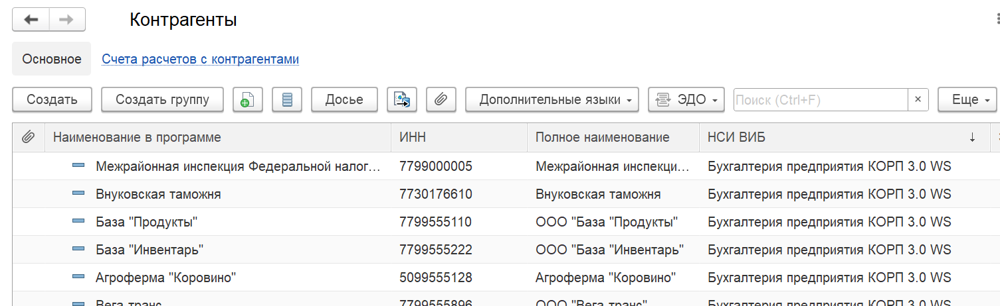 Контрагенты
Основное Счета расчетов с контрагентами
Создать Создать группу Досье Дополнительные языки ЭДО Поиск (Ctrl+F) × Еще
Наименование в программе ИНН Полное наименование НСИ ВИБ ↓
Межрайонная инспекция Федеральной налог... 7799000005 Межрайонная инспекци... Бухгалтерия предприятия КОРП 3.0 WS
Внуковская таможня 7730176610 Внуковская таможня Бухгалтерия предприятия КОРП 3.0 WS
База "Продукты" 7799555110 ООО "База "Продукты" Бухгалтерия предприятия КОРП 3.0 WS
База "Инвентарь" 7799555222 ООО "База "Инвентарь" Бухгалтерия предприятия КОРП 3.0 WS
Агроферма "Коровино" 5099555128 Агроферма "Коровино" Бухгалтерия предприятия КОРП 3.0 WS
Вега-транс 7799555896 ООО "Вега-транс" Бухгалтерия предприятия КОРП 3.0 WS